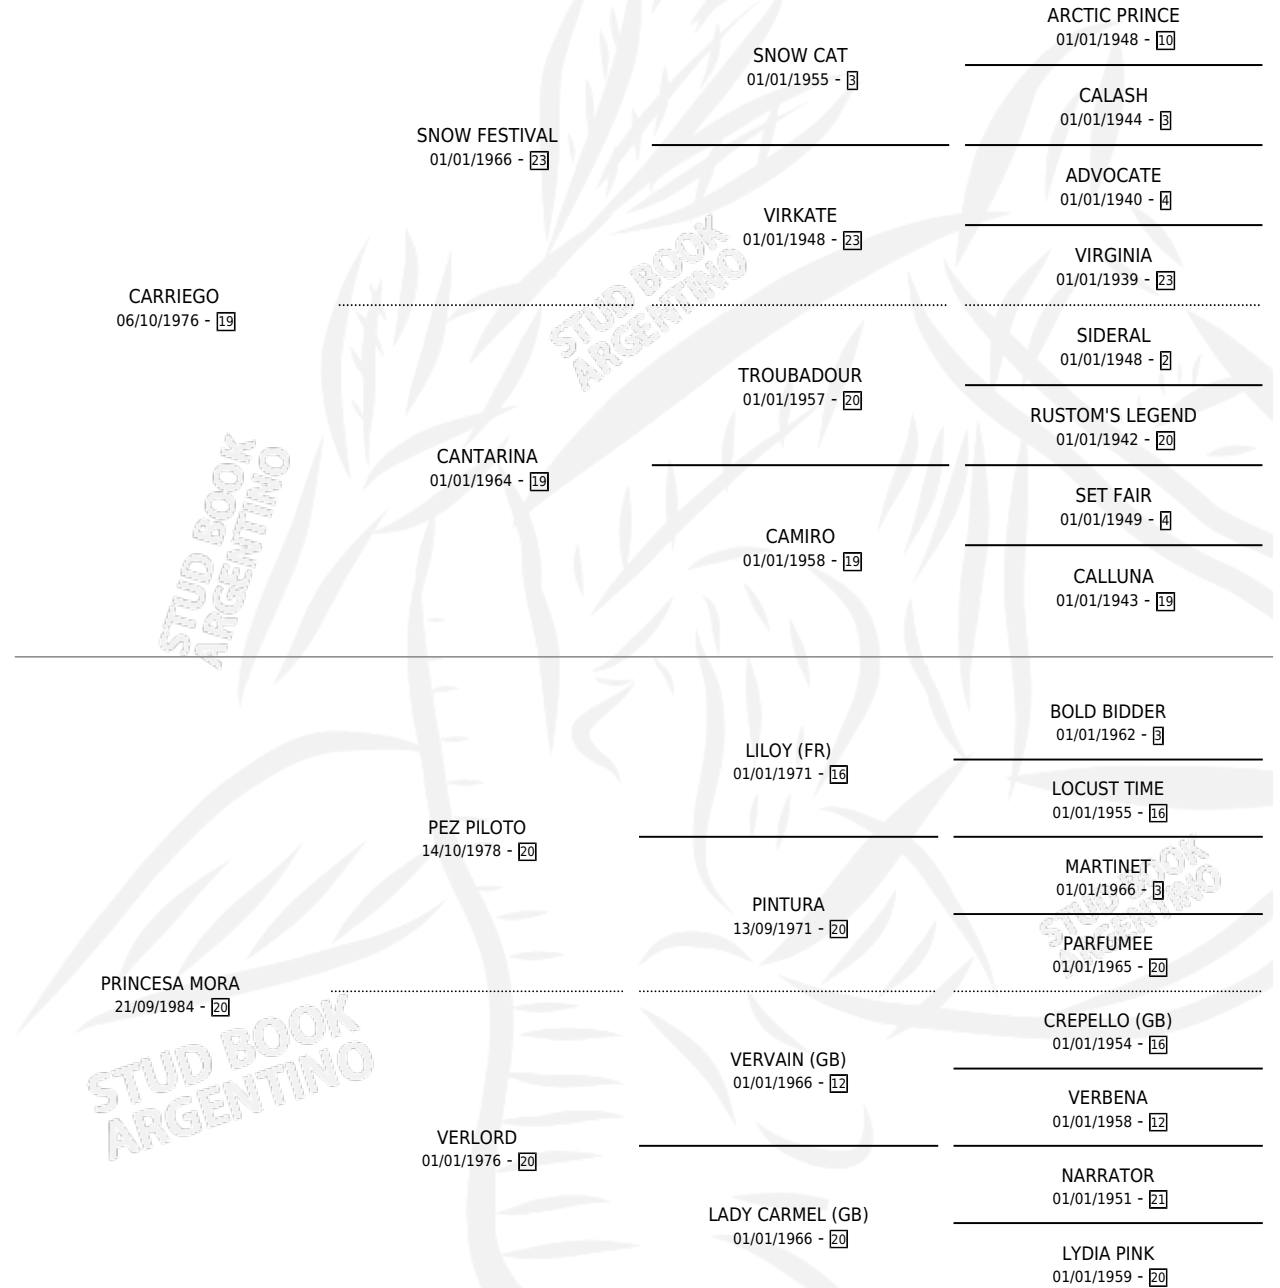 ARCTIC PRINCE
01/01/1948 - 10
SNOW CAT
01/01/1955 - 3
CALASH
01/01/1944 - 3
SNOW FESTIVAL
01/01/1966 - 23
ADVOCATE
01/01/1940 - 4
VIRKATE
01/01/1948 - 23
VIRGINIA
01/01/1939 - 23
CARRIEGO
06/10/1976 - 19
SIDERAL
01/01/1948 - 2
TROUBADOUR
01/01/1957 - 20
RUSTOM'S LEGEND
01/01/1942 - 20
CANTARINA
01/01/1964 - 19
SET FAIR
01/01/1949 - 4
CAMIRO
01/01/1958 - 19
CALLUNA
01/01/1943 - 19
BOLD BIDDER
01/01/1962 - 3
LILOY (FR)
01/01/1971 - 16
LOCUST TIME
01/01/1955 - 16
PEZ PILOTO
14/10/1978 - 20
MARTINET
01/01/1966 - 3
PINTURA
13/09/1971 - 20
PARFUMEE
01/01/1965 - 20
PRINCESA MORA
21/09/1984 - 20
CREPELLO (GB)
01/01/1954 - 16
VERVAIN (GB)
01/01/1966 - 12
VERBENA
01/01/1958 - 12
VERLORD
01/01/1976 - 20
NARRATOR
01/01/1951 - 21
LADY CARMEL (GB)
01/01/1966 - 20
LYDIA PINK
01/01/1959 - 20
STUD BOOK
ARGENTINO
STUD BOOK
ARGENTINO
STUD BOOK
ARGENTINO
STUD BOOK
ARGENTINO